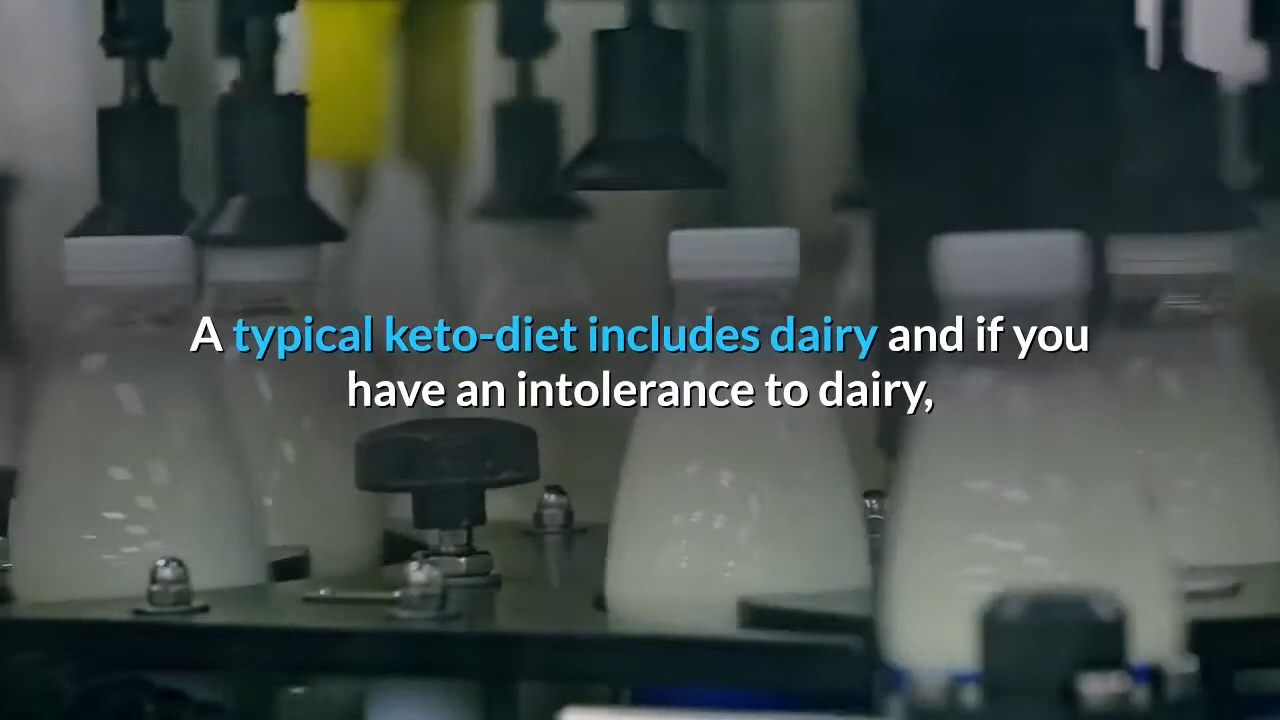 A typical keto-diet includes dairy and if you
have an intolerance to dairy,